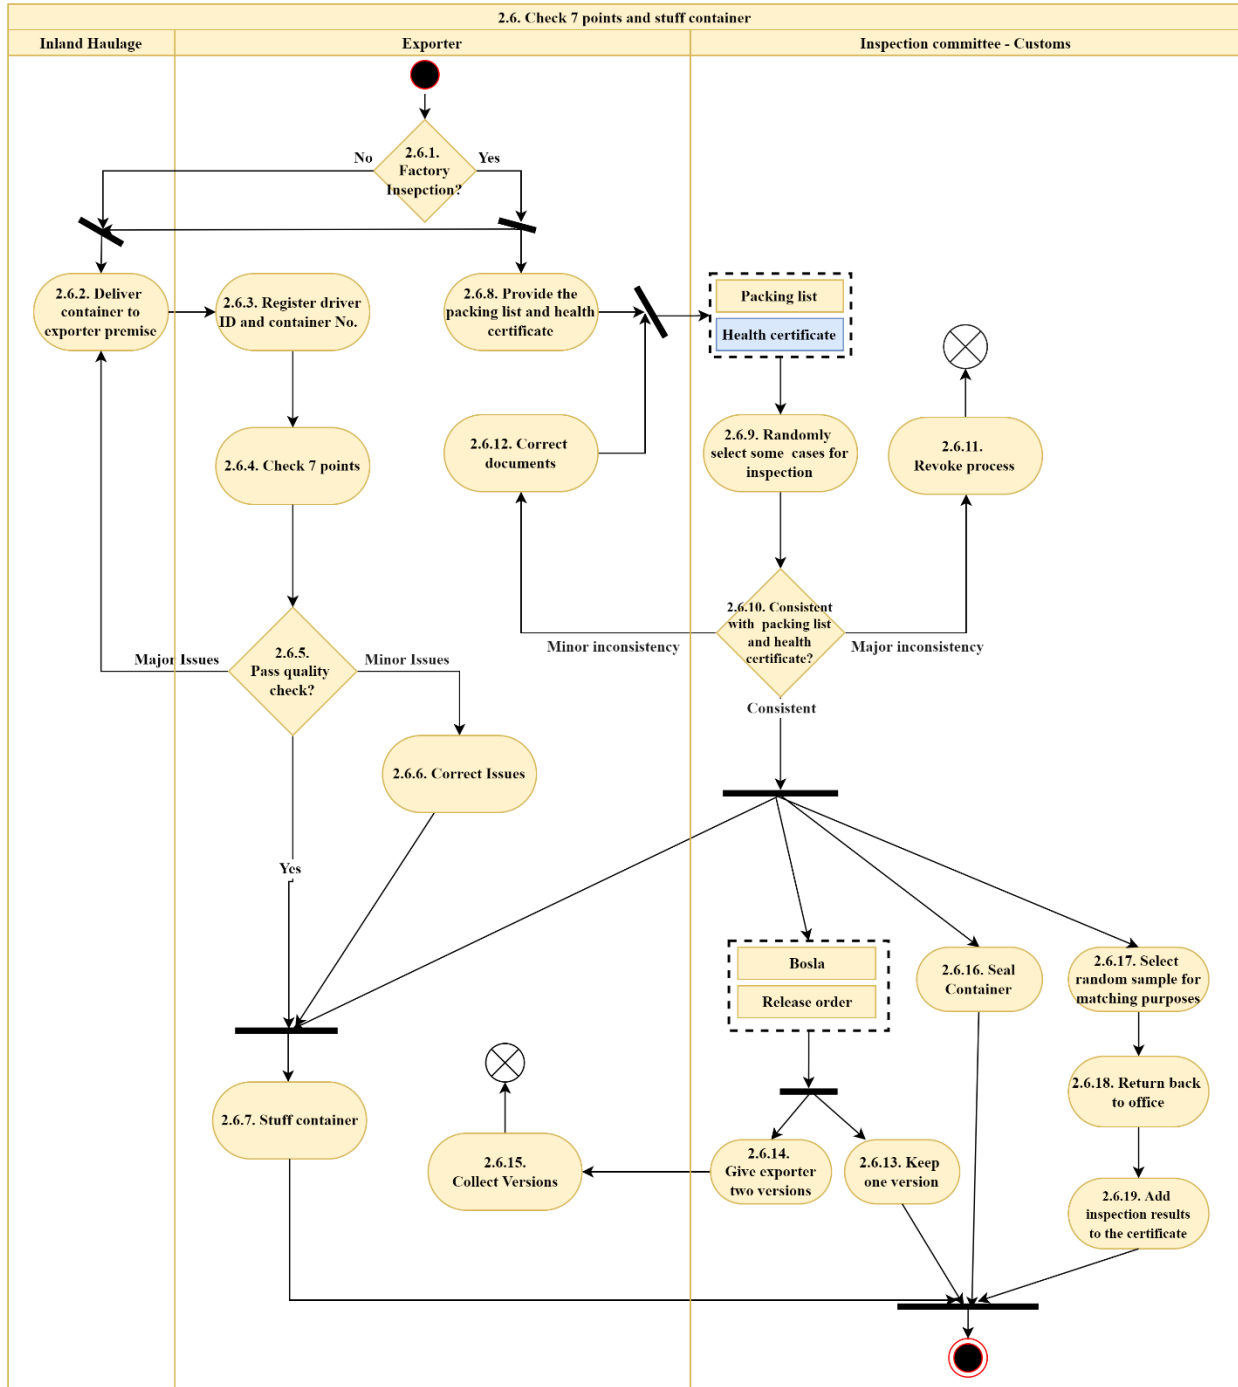 2.6. Check 7 points and stuff container
Inland Haulage
Exporter
Inspection committee - Customs
2.6.1.
Factory
Insepction?
No
Yes
2.6.2. Deliver
container to
exporter premise
2.6.3. Register driver
ID and container No.
2.6.8. Provide the
packing list and health
certificate
Packing list
Health certificate
2.6.4. Check 7 points
2.6.12. Correct
documents
2.6.9. Randomly
select some cases for
inspection
2.6.11.
Revoke process
2.6.10. Consistent
with packing list
and health
certificate?
Minor inconsistency
Major inconsistency
Consistent
2.6.5.
Pass quality
check?
Major Issues
Minor Issues
2.6.6. Correct Issues
Yes
Bosla
Release order
2.6.16. Seal
Container
2.6.17. Select
random sample for
matching purposes
2.6.7. Stuff container
2.6.15.
Collect Versions
2.6.14.
Give exporter
two versions
2.6.13. Keep
one version
2.6.18. Return back
to office
2.6.19. Add
inspection results
to the certificate